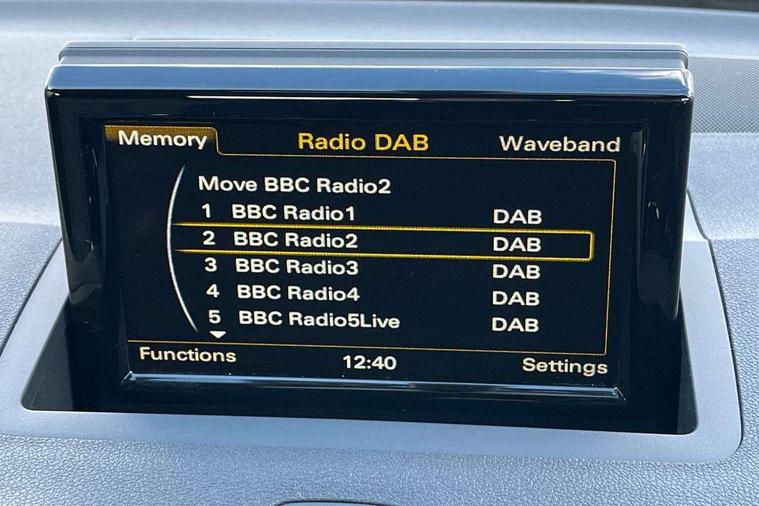 Memory Radio DAB Waveband
Move BBC Radio2
1 BBC Radio1 DAB
2 BBC Radio2 DAB
3 BBC Radio3 DAB
4 BBC Radio4 DAB
5 BBC Radio5Live DAB
Functions 12:40 Settings